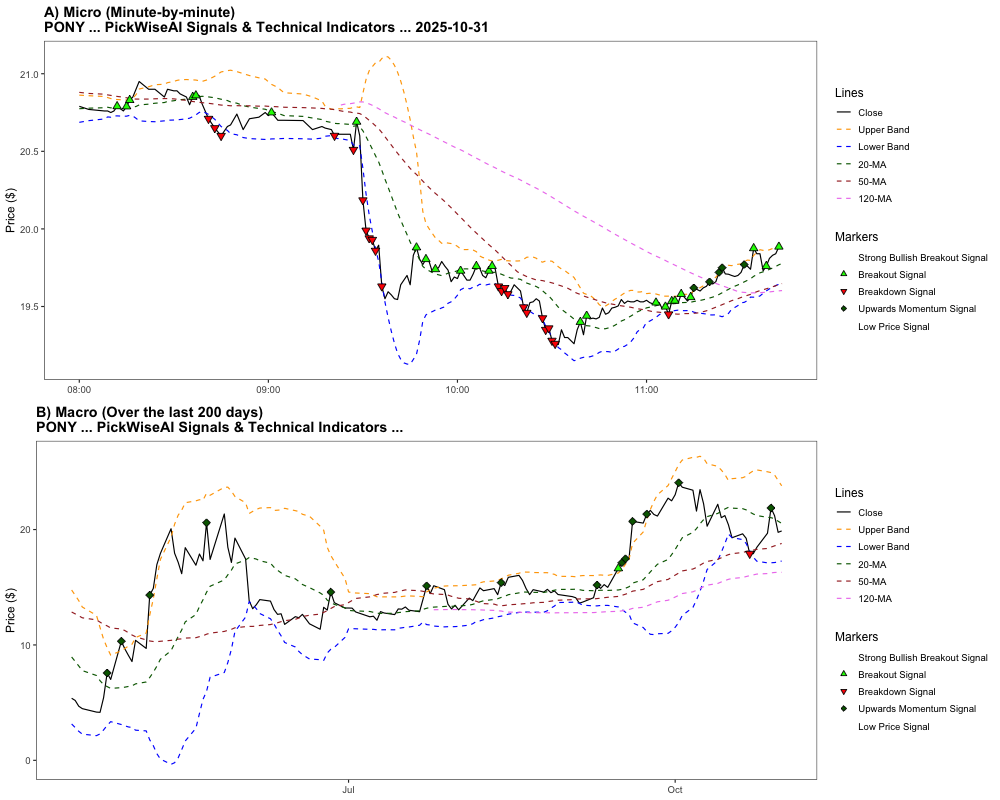 A) Micro (Minute-by-minute)
PONY ... PickWiseAI Signals & Technical Indicators ... 2025-10-31
21.0
20.5
20.0
19.5
Price ($)
08:00
09:00
10:00
11:00
Lines
Close
Upper Band
Lower Band
20-MA
50-MA
120-MA
Markers
Strong Bullish Breakout Signal
Breakout Signal
Breakdown Signal
Upwards Momentum Signal
Low Price Signal
B) Macro (Over the last 200 days)
PONY ... PickWiseAI Signals & Technical Indicators ...
20
10
0
Price ($)
Jul
Oct
Lines
Close
Upper Band
Lower Band
20-MA
50-MA
120-MA
Markers
Strong Bullish Breakout Signal
Breakout Signal
Breakdown Signal
Upwards Momentum Signal
Low Price Signal